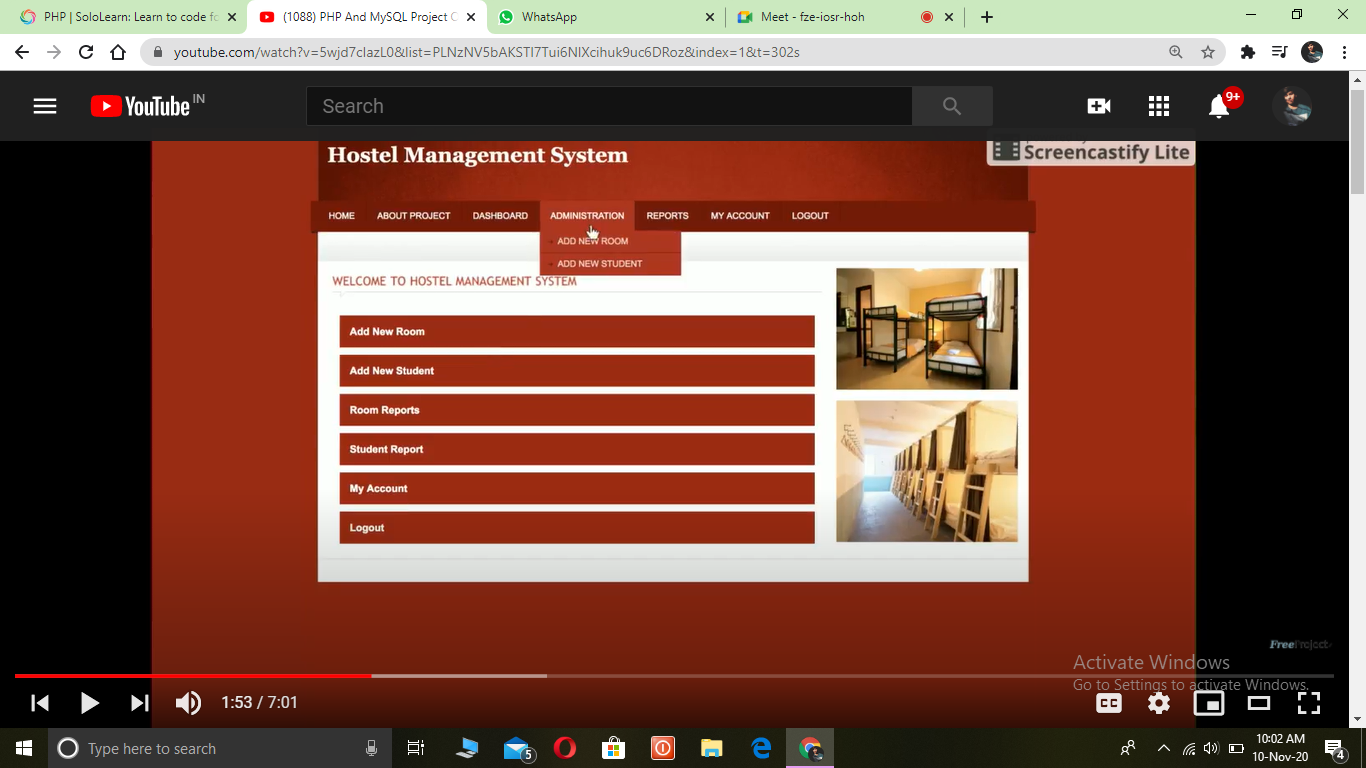 PHP | SoloLearn: Learn to code fo
(1088) PHP And MySQL Project C
WhatsApp
Meet - fze-iosr-hoh
youtube.com/watch?v=5wjd7clazL0&list=PLNzNV5bAKSTI7Tui6NIXcihuk9uc6DRoz&index=1&t=302s
YouTube IN
Search
9+
Hostel Management System
Screencastify Lite
HOME ABOUT PROJECT DASHBOARD ADMINISTRATION REPORTS MY ACCOUNT LOGOUT
ADD NEW ROOM
ADD NEW STUDENT
WELCOME TO HOSTEL MANAGEMENT SYSTEM
Add New Room
Add New Student
Room Reports
Student Report
My Account
Logout
FreeProject
Activate Windows
Go to Settings to activate Windows.
1:53 / 7:01
CC
Type here to search
5
10:02 AM
10-Nov-20
4